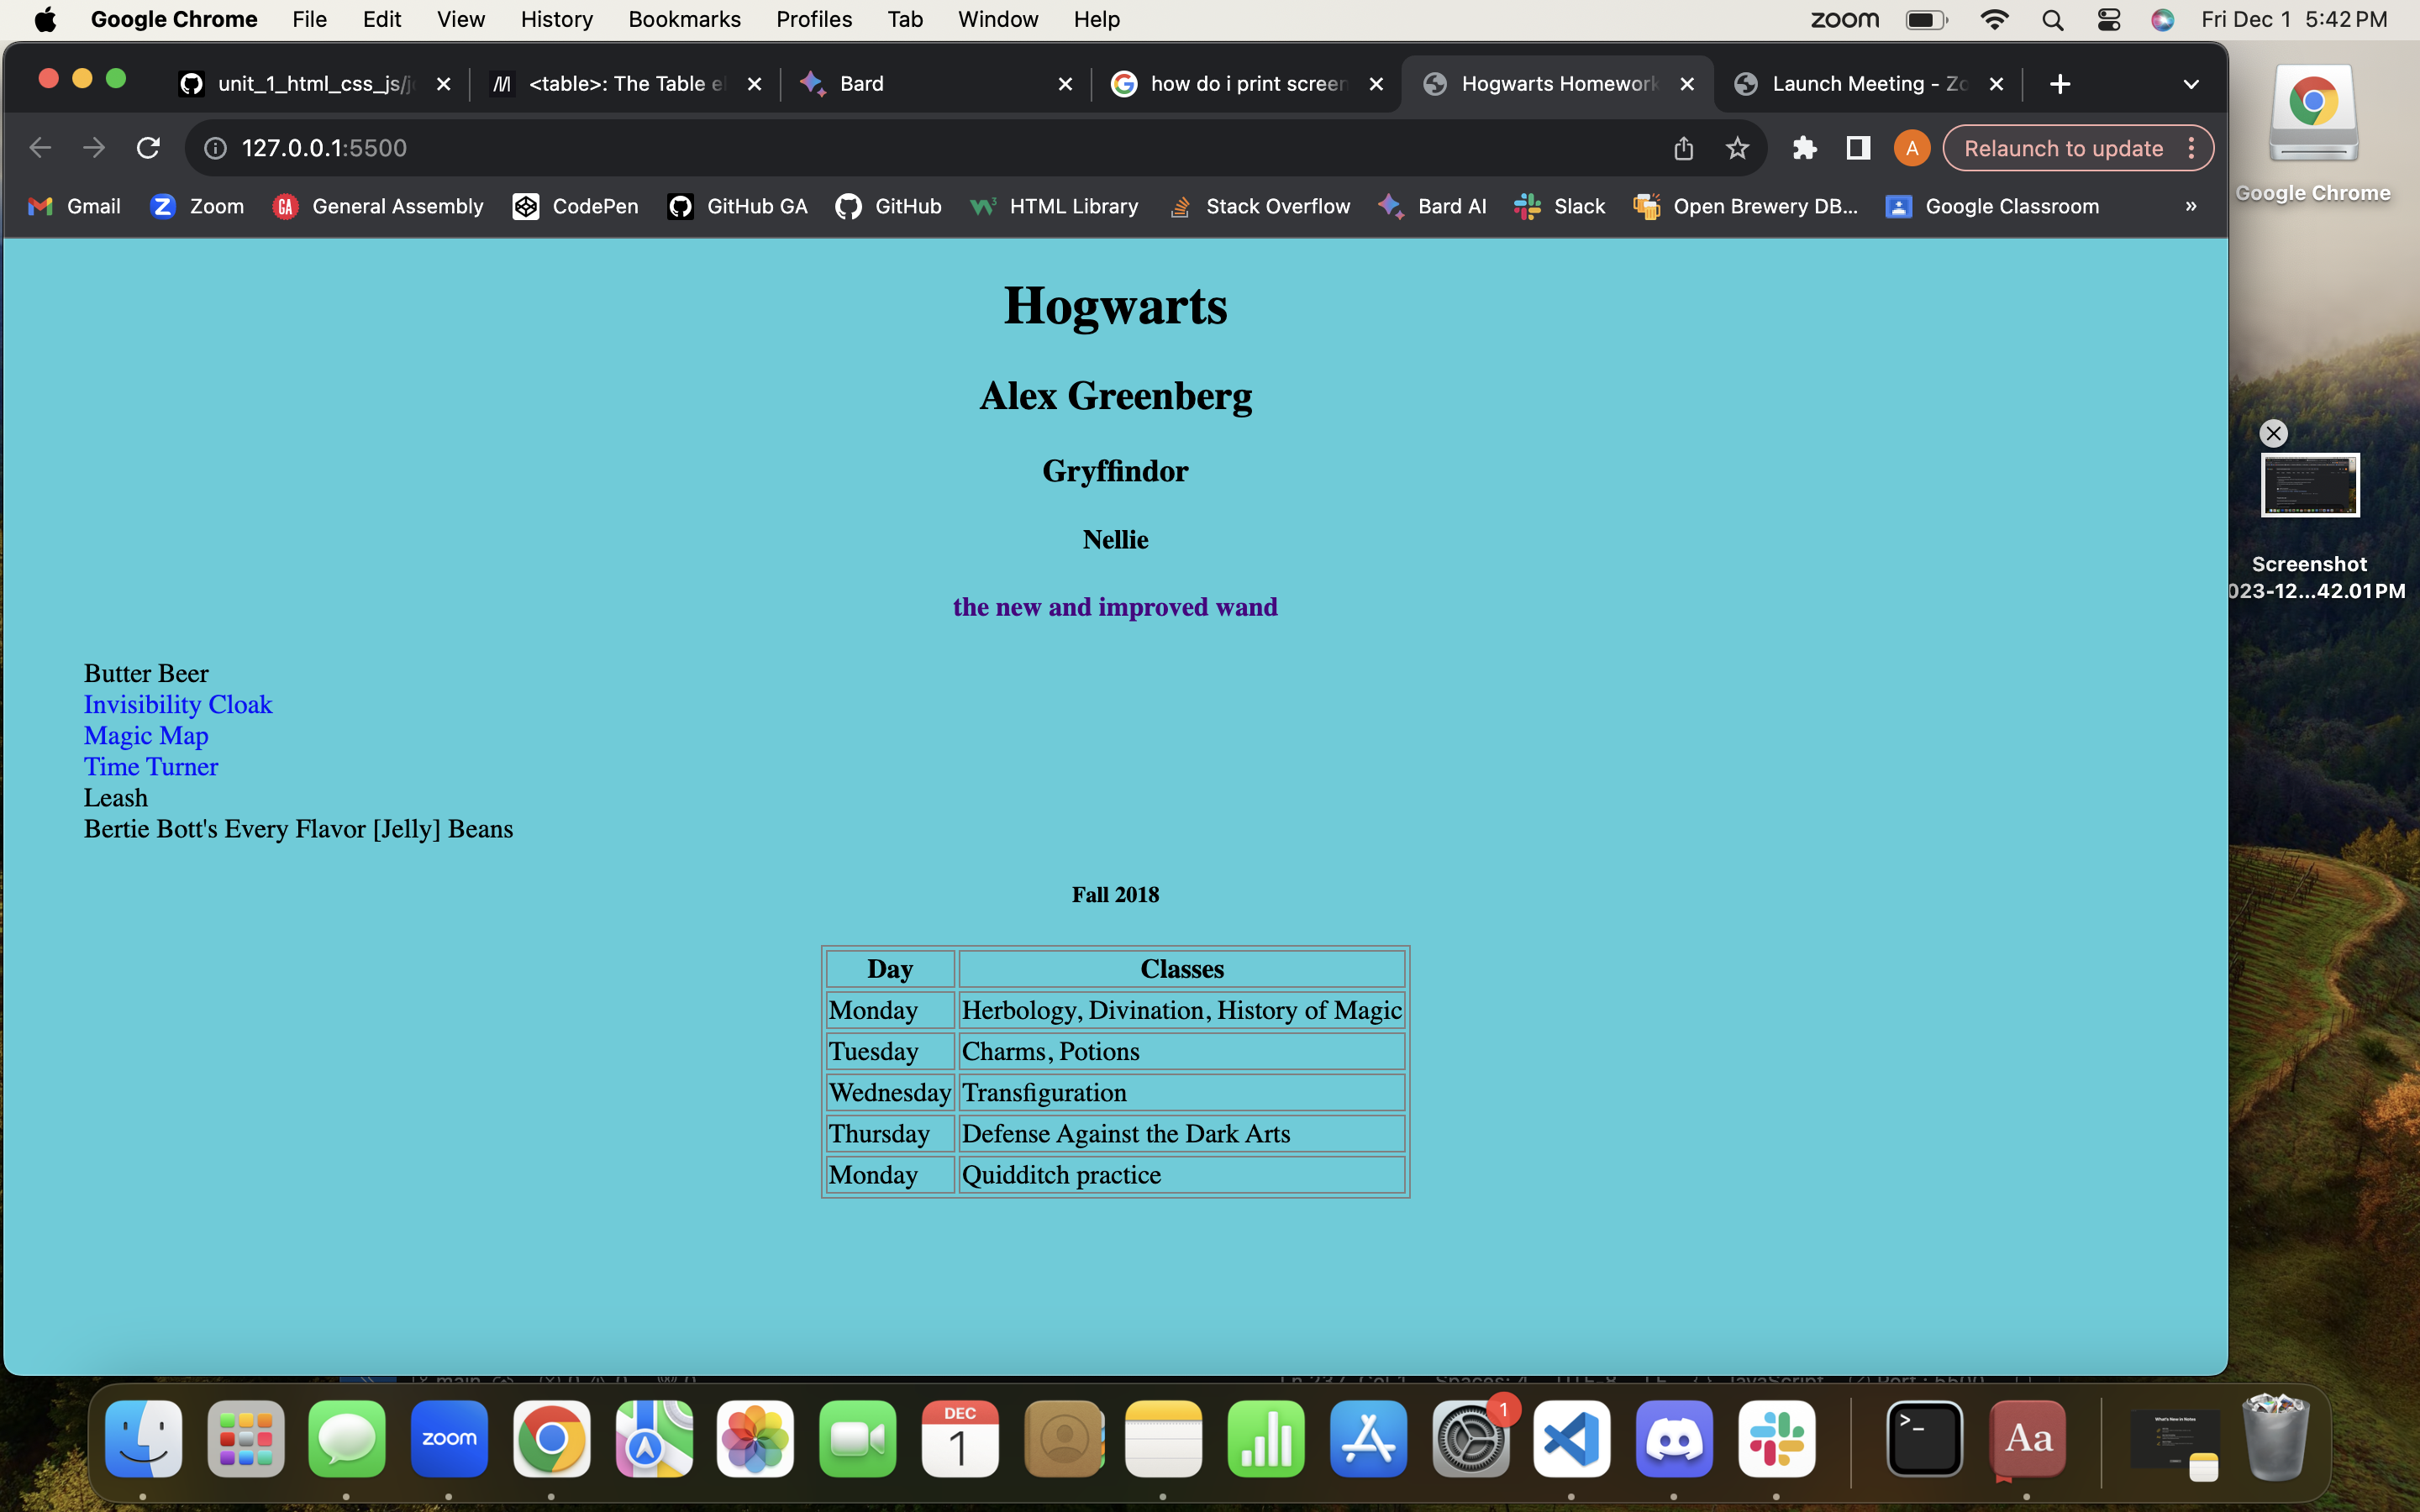 Google Chrome File Edit View History Bookmarks Profiles Tab Window Help zoom Fri Dec 1 5:42 PM
unit_1_html_css_js/j <table>: The Table el Bard how do i print screen Hogwarts Homework Launch Meeting - Zo
127.0.0.1:5500 A Relaunch to update
Gmail Zoom General Assembly CodePen GitHub GA GitHub HTML Library Stack Overflow Bard AI Slack Open Brewery DB... Google Classroom »
Google Chrome
Hogwarts
Alex Greenberg
Gryffindor
Nellie
the new and improved wand
Screenshot
023-12...42.01 PM
Butter Beer
Invisibility Cloak
Magic Map
Time Turner
Leash
Bertie Bott's Every Flavor [Jelly] Beans
Fall 2018
Day Classes
Monday Herbology, Divination, History of Magic
Tuesday Charms, Potions
Wednesday Transfiguration
Thursday Defense Against the Dark Arts
Monday Quidditch practice
zoom DEC 1 1 >_ Aa